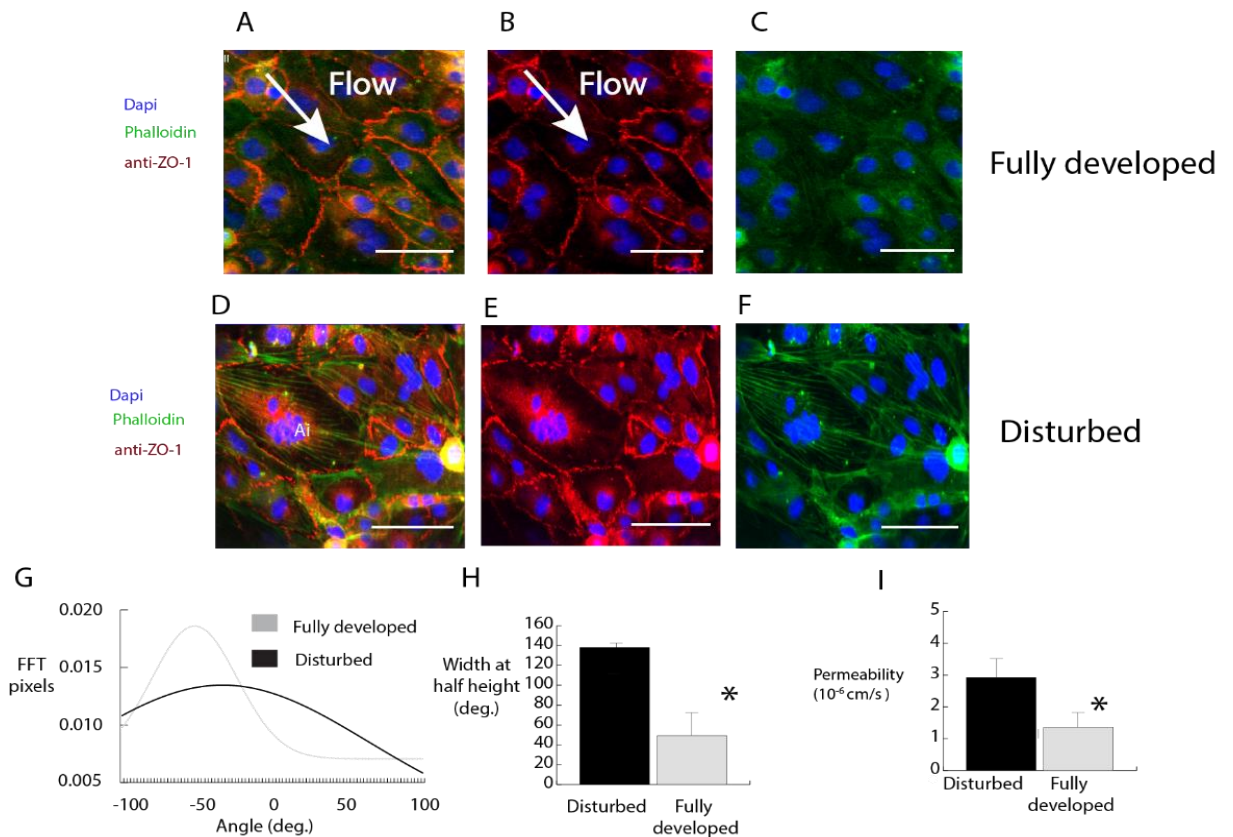 A
B
C
Flow
Flow
Dapi
Phalloidin
anti-ZO-1
Fully developed
D
E
F
Dapi
Phalloidin
anti-ZO-1
Ai
Disturbed
G
H
I
0.020
0.015
0.010
0.005
FFT
pixels
Fully developed
Disturbed
-100
-50
0
50
100
Angle (deg.)
160
140
120
100
80
60
40
20
0
Width at
half height
(deg.)
*
Disturbed
Fully
developed
5
4
3
2
1
0
Permeability
(10⁻⁶ cm/s )
*
Disturbed
Fully
developed